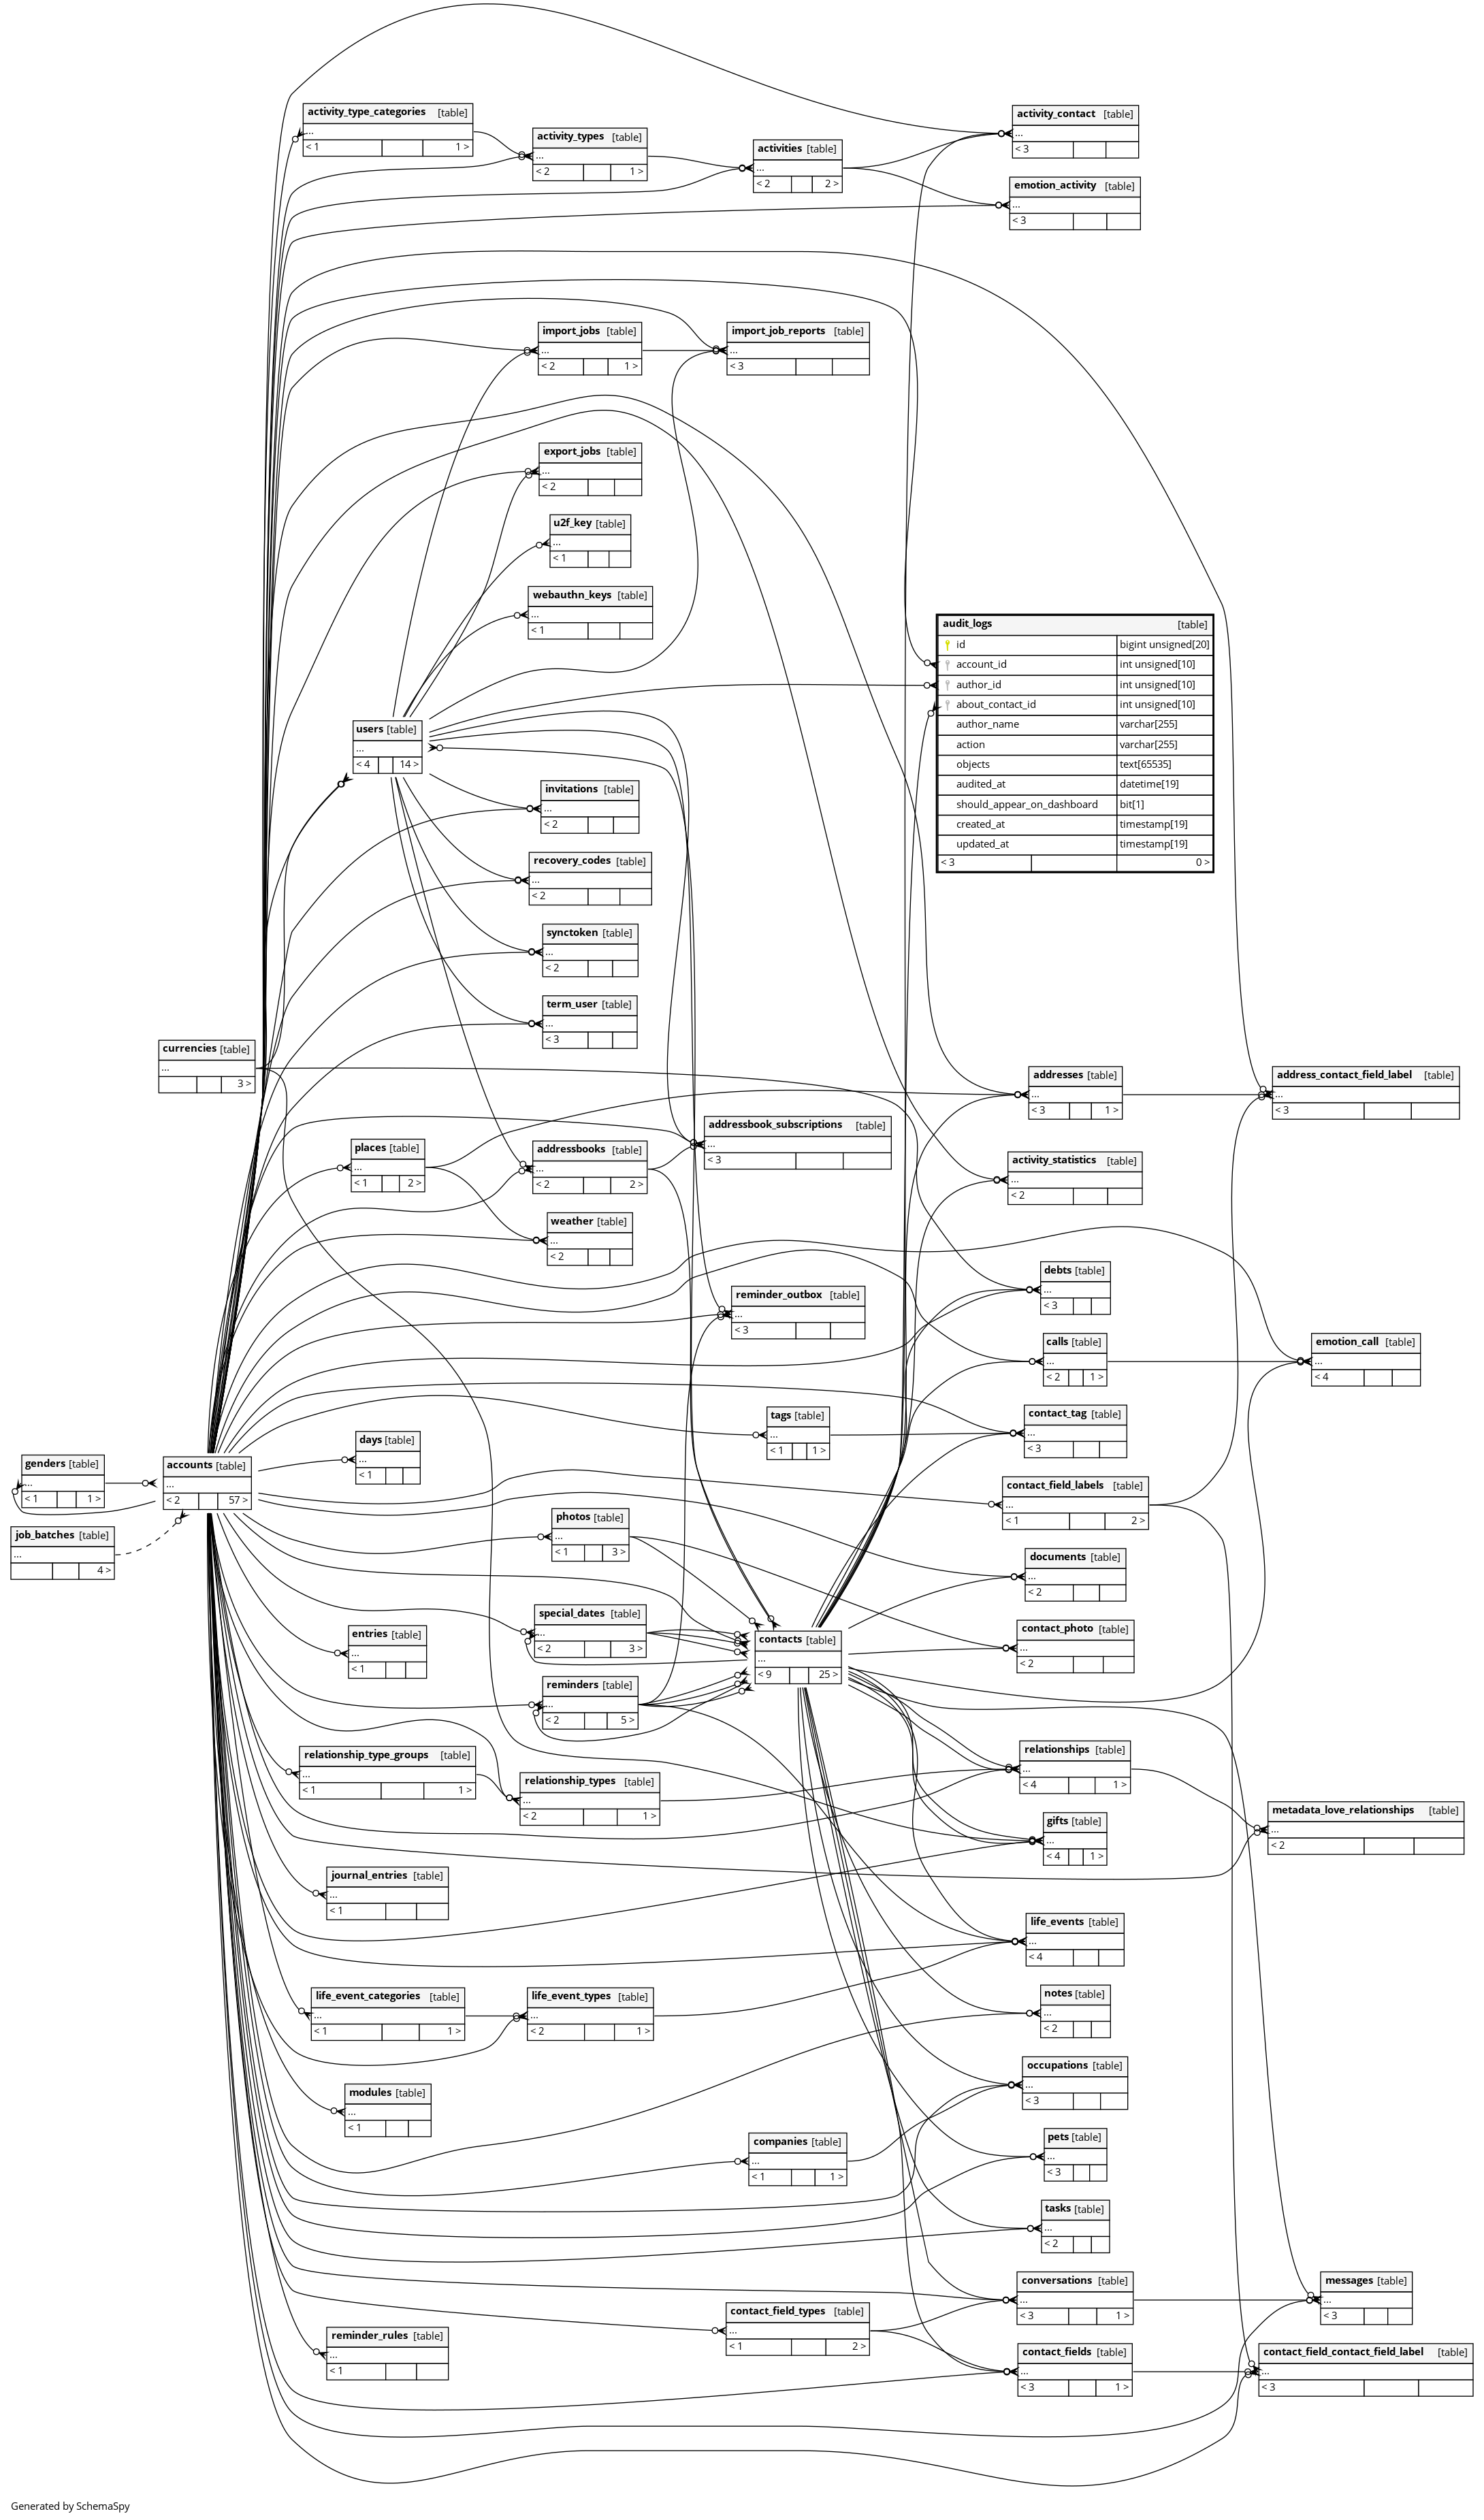 activity_type_categories [table]
...
< 1 1 >
activity_contact [table]
...
< 3
activity_types [table]
...
< 2 1 >
activities [table]
...
< 2 2 >
emotion_activity [table]
...
< 3
import_jobs [table]
...
< 2 1 >
import_job_reports [table]
...
< 3
export_jobs [table]
...
< 2
u2f_key [table]
...
< 1
webauthn_keys [table]
...
< 1
audit_logs [table]
id bigint unsigned[20]
account_id int unsigned[10]
author_id int unsigned[10]
about_contact_id int unsigned[10]
author_name varchar[255]
action varchar[255]
objects text[65535]
audited_at datetime[19]
should_appear_on_dashboard bit[1]
created_at timestamp[19]
updated_at timestamp[19]
< 3 0 >
users [table]
...
< 4 14 >
invitations [table]
...
< 2
recovery_codes [table]
...
< 2
synctoken [table]
...
< 2
term_user [table]
...
< 3
currencies [table]
...
3 >
addresses [table]
...
< 3 1 >
address_contact_field_label [table]
...
< 3
addressbook_subscriptions [table]
...
< 3
places [table]
...
< 1 2 >
addressbooks [table]
...
< 2 2 >
activity_statistics [table]
...
< 2
weather [table]
...
< 2
debts [table]
...
< 3
reminder_outbox [table]
...
< 3
calls [table]
...
< 2 1 >
emotion_call [table]
...
< 4
tags [table]
...
< 1 1 >
contact_tag [table]
...
< 3
days [table]
...
< 1
genders [table]
...
< 1 1 >
accounts [table]
...
< 2 57 >
contact_field_labels [table]
...
< 1 2 >
job_batches [table]
...
4 >
photos [table]
...
< 1 3 >
documents [table]
...
< 2
special_dates [table]
...
< 2 3 >
entries [table]
...
< 1
contacts [table]
...
< 9 25 >
contact_photo [table]
...
< 2
reminders [table]
...
< 2 5 >
relationship_type_groups [table]
...
< 1 1 >
relationships [table]
...
< 4 1 >
relationship_types [table]
...
< 2 1 >
metadata_love_relationships [table]
...
< 2
gifts [table]
...
< 4 1 >
journal_entries [table]
...
< 1
life_events [table]
...
< 4
life_event_categories [table]
...
< 1 1 >
life_event_types [table]
...
< 2 1 >
notes [table]
...
< 2
occupations [table]
...
< 3
modules [table]
...
< 1
companies [table]
...
< 1 1 >
pets [table]
...
< 3
tasks [table]
...
< 2
conversations [table]
...
< 3 1 >
messages [table]
...
< 3
contact_field_types [table]
...
< 1 2 >
reminder_rules [table]
...
< 1
contact_fields [table]
...
< 3 1 >
contact_field_contact_field_label [table]
...
< 3
Generated by SchemaSpy